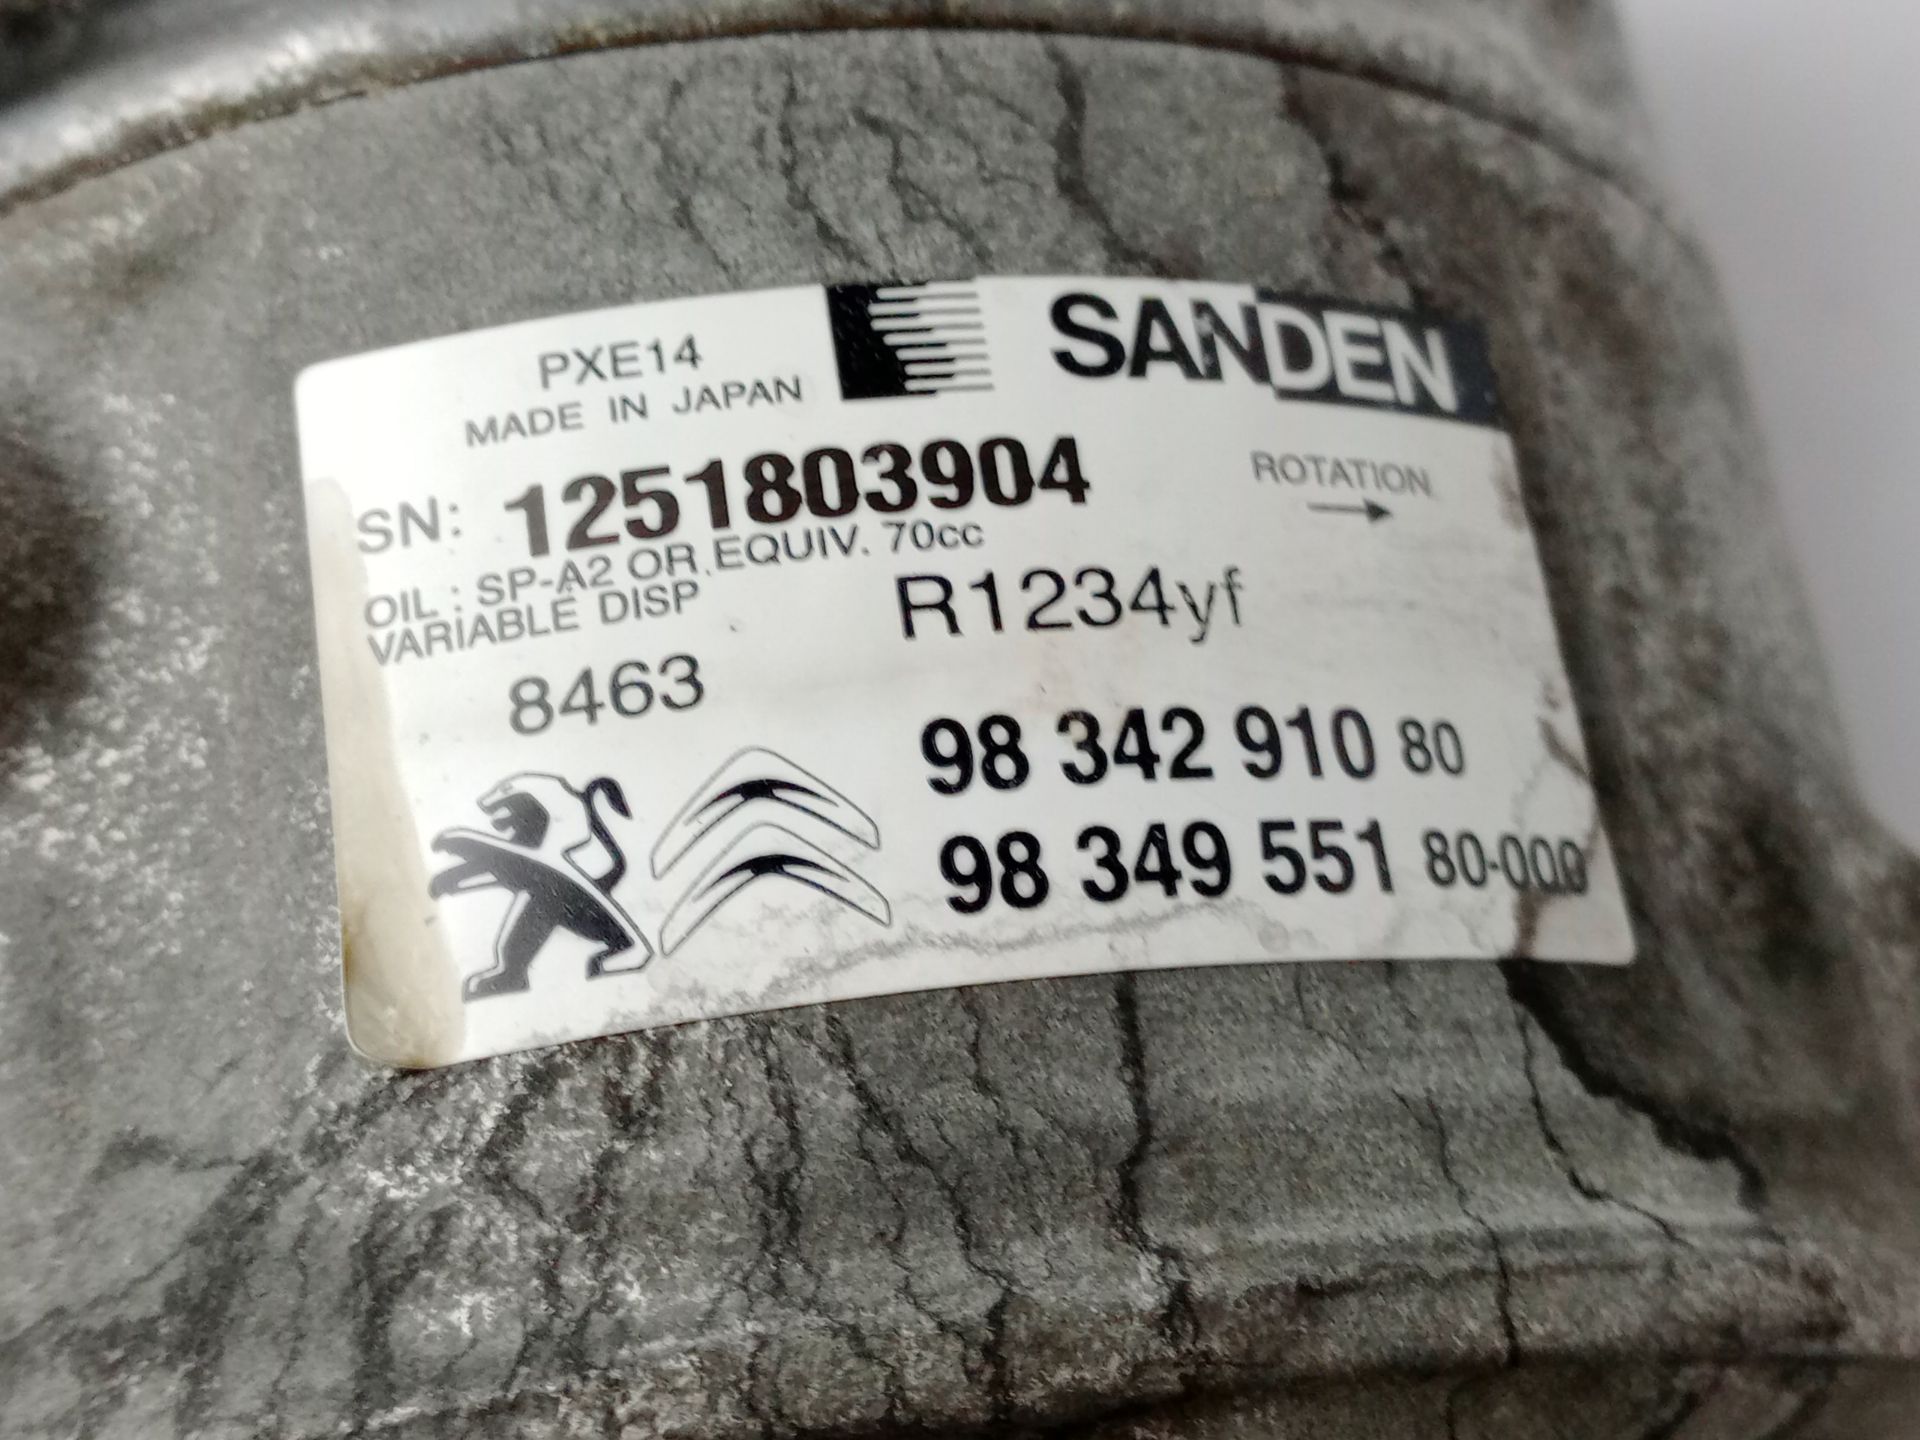 PXE14
MADE IN JAPAN
SANDEN
SN: 1251803904
ROTATION
OIL : SP-A2 OR EQUIV. 70cc
VARIABLE DISP
R1234yf
8463
98 342 910 80
98 349 551 80-000